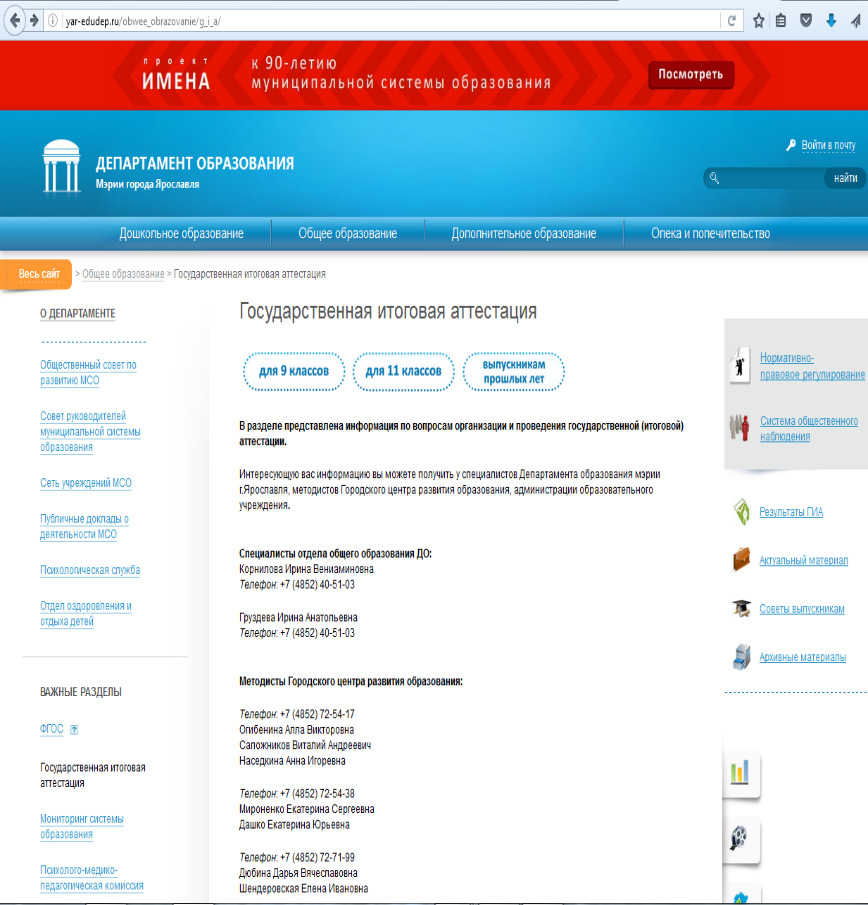 yar-edudep.ru/obwee_obrazovanie/g_i_a/
проект
ИМЕНА
к 90-летию
муниципальной системы образования
Посмотреть
ДЕПАРТАМЕНТ ОБРАЗОВАНИЯ
Мэрии города Ярославля
Войти в почту
найти
Дошкольное образование
Общее образование
Дополнительное образование
Опека и попечительство
Весь сайт > Общее образование > Государственная итоговая аттестация
О ДЕПАРТАМЕНТЕ
Общественный совет по
развитию МСО
Совет руководителей
муниципальной системы
образования
Сеть учреждений МСО
Публичные доклады о
деятельности МСО
Психологическая служба
Отдел оздоровления и
отдыха детей
ВАЖНЫЕ РАЗДЕЛЫ
ФГОС ?
Государственная итоговая
аттестация
Мониторинг системы
образования
Психолого-медико-
педагогическая комиссия
Государственная итоговая аттестация
для 9 классов
для 11 классов
выпускникам
прошлых лет
В разделе представлена информация по вопросам организации и проведения государственной (итоговой)
аттестации.
Интересующую вас информацию вы можете получить у специалистов Департамента образования мэрии
г.Ярославля, методистов Городского центра развития образования, администрации образовательного
учреждения.
Специалисты отдела общего образования ДО:
Корнилова Ирина Вениаминовна
Телефон: +7 (4852) 40-51-03
Груздева Ирина Анатольевна
Телефон: +7 (4852) 40-51-03
Методисты Городского центра развития образования:
Телефон: +7 (4852) 72-54-17
Огибенина Алла Викторовна
Сапожников Виталий Андреевич
Наседкина Анна Игоревна
Телефон: +7 (4852) 72-54-38
Мироненко Екатерина Сергеевна
Дашко Екатерина Юрьевна
Телефон: +7 (4852) 72-71-99
Дюбина Дарья Вячеславовна
Шендеровская Елена Ивановна
Нормативно-
правовое регулирование
Система общественного
наблюдения
Результаты ГИА
Актуальный материал
Советы выпускникам
Архивные материалы